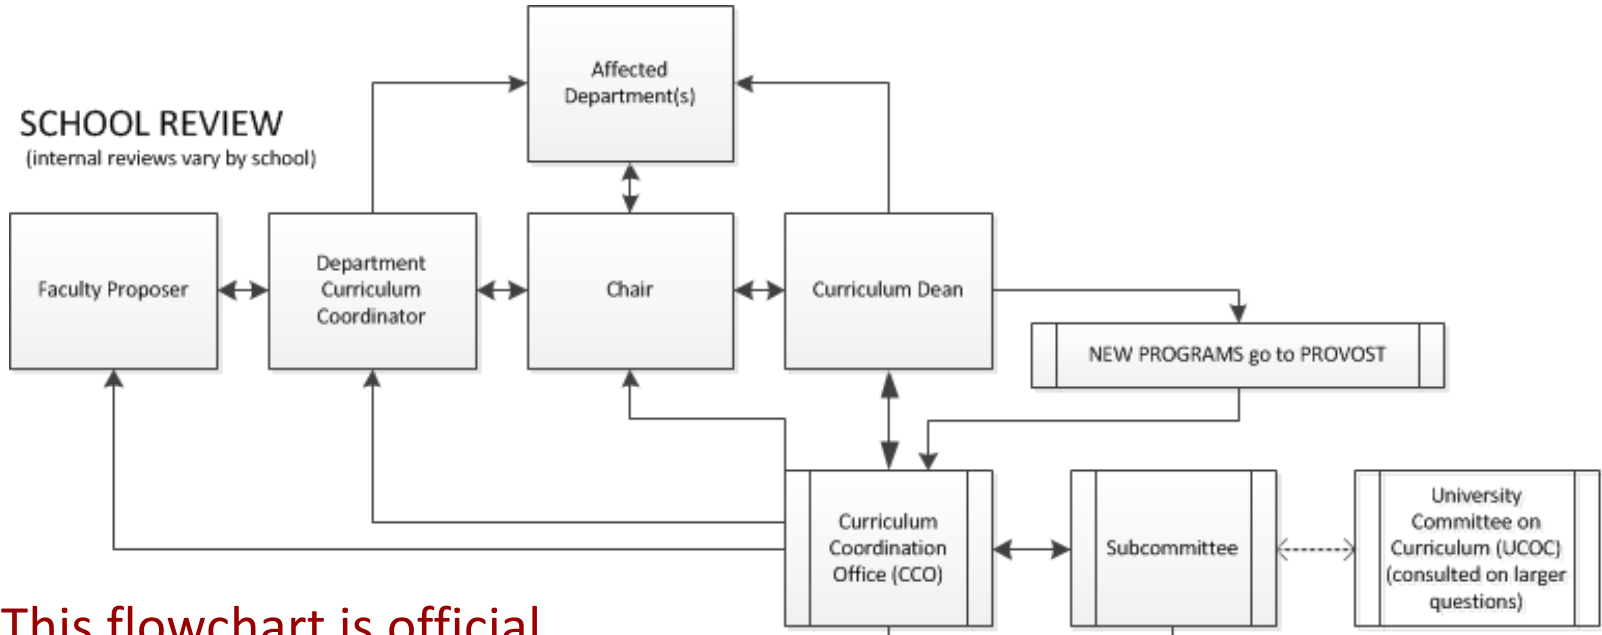 Affected
Department(s)
SCHOOL REVIEW
(internal reviews vary by school)
Faculty Proposer
Department
Curriculum
Coordinator
Chair
Curriculum Dean
NEW PROGRAMS go to PROVOST
Curriculum
Coordination
Office (CCO)
Subcommittee
University
Committee on
Curriculum (UCOC)
(consulted on larger
questions)
This flowchart is official